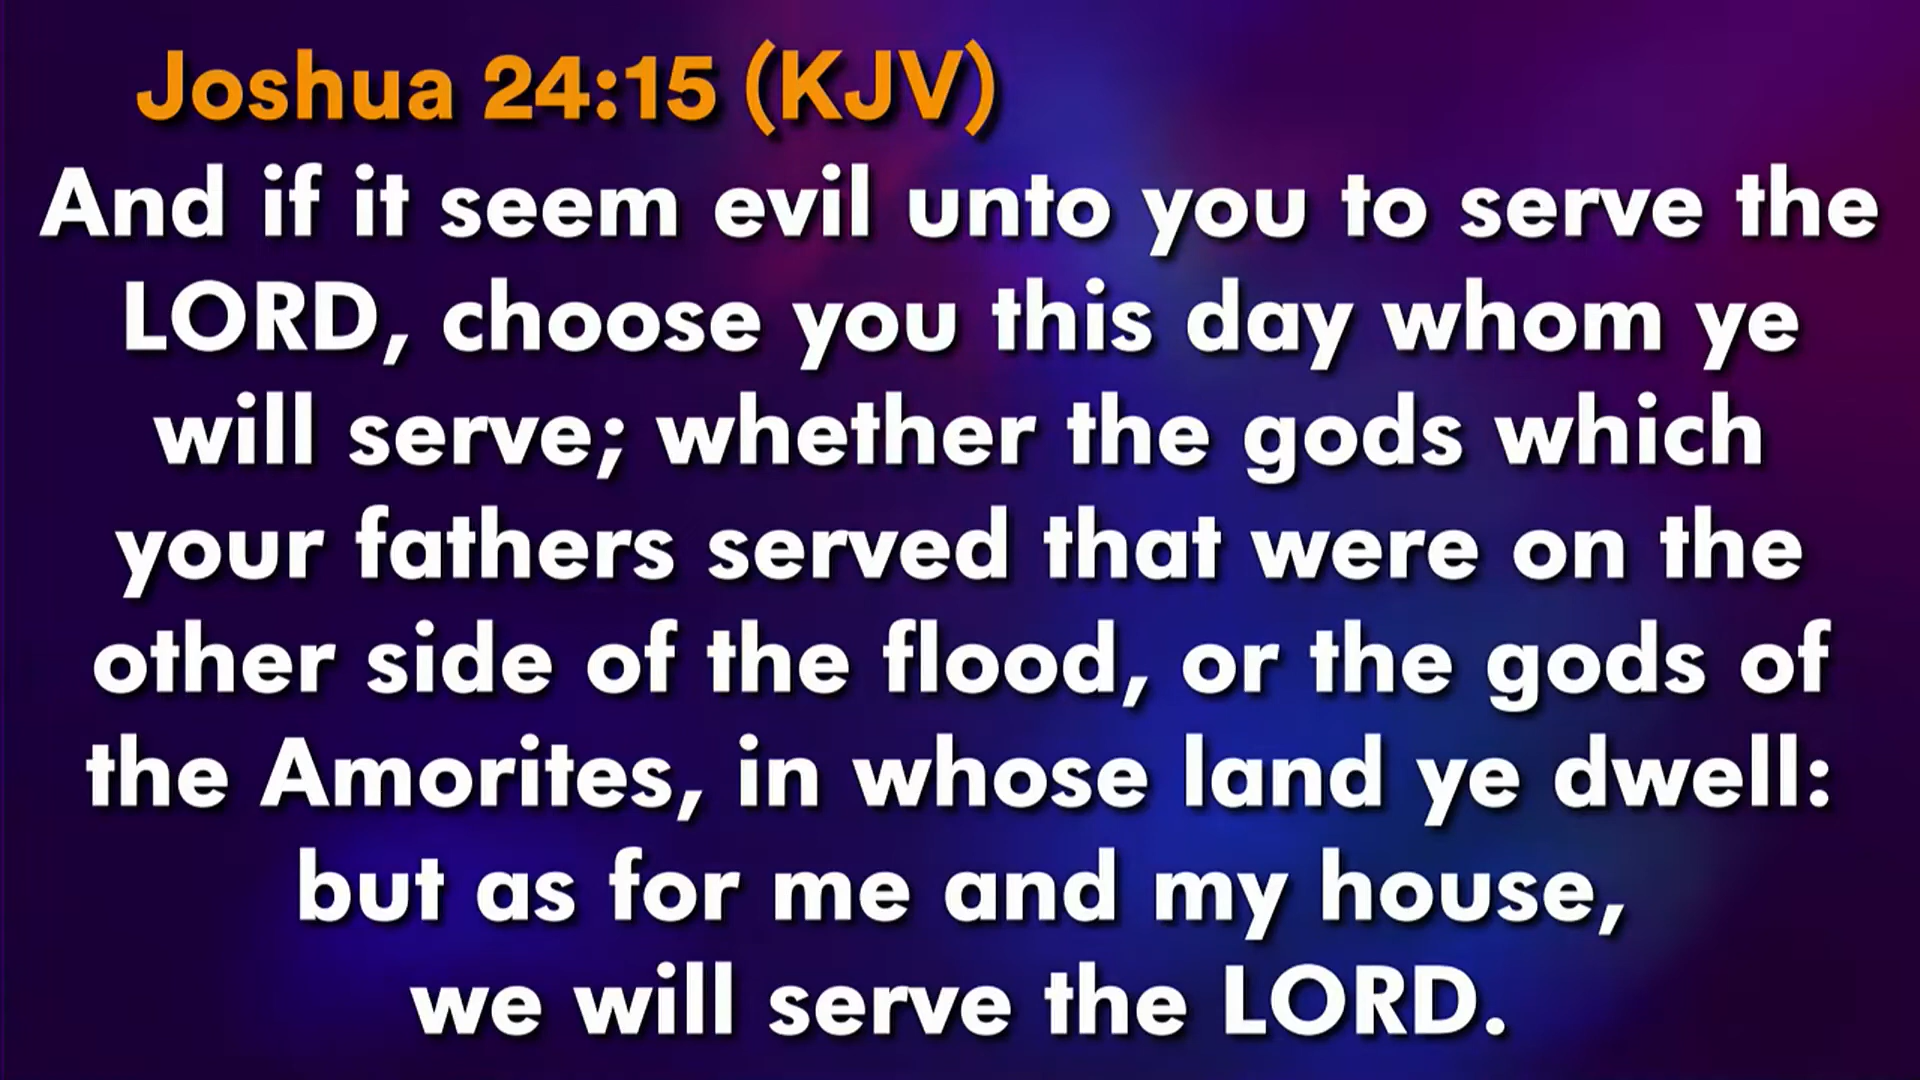 Joshua 24:15 (KJV)
And if it seem evil unto you to serve the
LORD, choose you this day whom ye
will serve; whether the gods which
your fathers served that were on the
other side of the flood, or the gods of
the Amorites, in whose land ye dwell:
but as for me and my house,
we will serve the LORD.